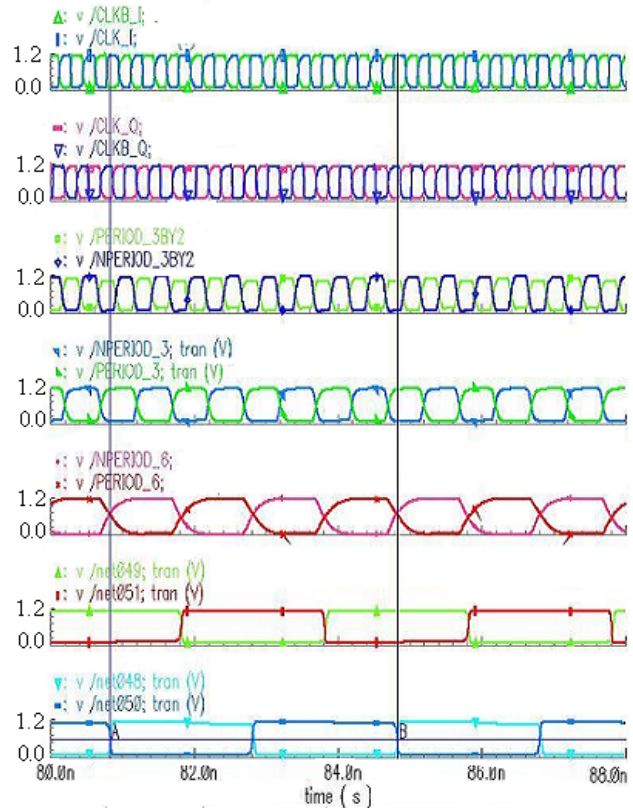 v /CLKB_I; .
v /CLK_I;
1.2
0.0
v /CLK_Q;
v /CLKB_Q;
1.2
0.0
v /PERIOD_3BY2
v /NPERIOD_3BY2
1.2
0.0
v /NPERIOD_3; tran (V)
v /PERIOD_3; tran (V)
1.2
0.0
v /NPERIOD_6;
v /PERIOD_6;
1.2
0.0
v /net049; tran (V)
v /net051; tran (V)
1.2
0.0
v /net048; tran (V)
v /net050; tran (V)
1.2
A B
0.0
80.0n 82.0n 84.0n 86.0n 88.0n
time ( s )